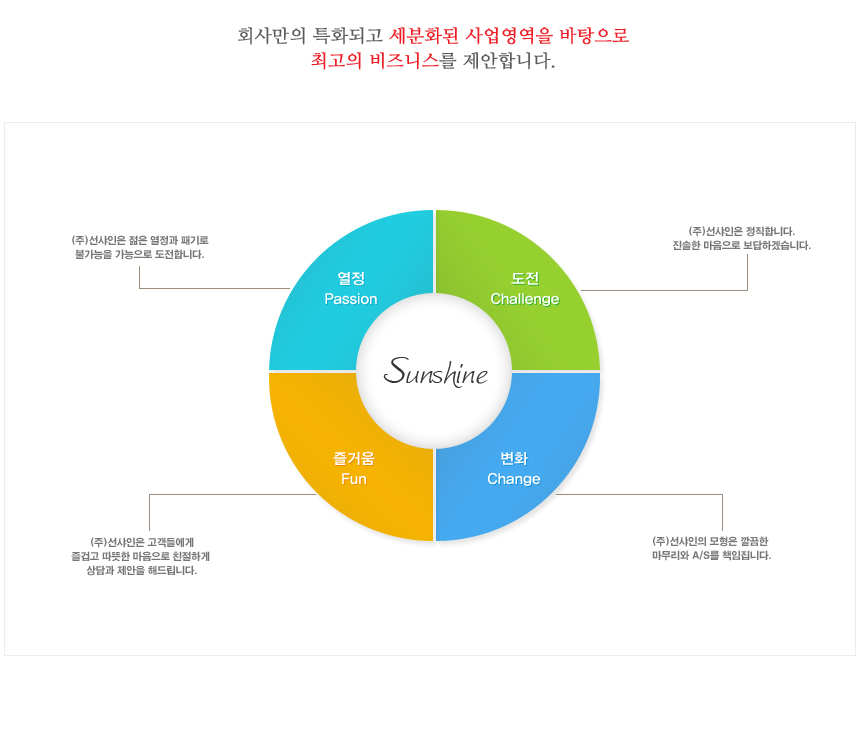 회사만의 특화되고 세분화된 사업영역을 바탕으로
최고의 비즈니스를 제안합니다.
(주)선샤인은 젊은 열정과 패기로
불가능을 가능으로 도전합니다.
(주)선샤인은 정직합니다.
진솔한 마음으로 보답하겠습니다.
열정
Passion
도전
Challenge
Sunshine
즐거움
Fun
변화
Change
(주)선샤인은 고객들에게
즐겁고 따뜻한 마음으로 친절하게
상담과 제안을 해드립니다.
(주)선샤인의 모형은 깔끔한
마무리와 A/S를 책임집니다.